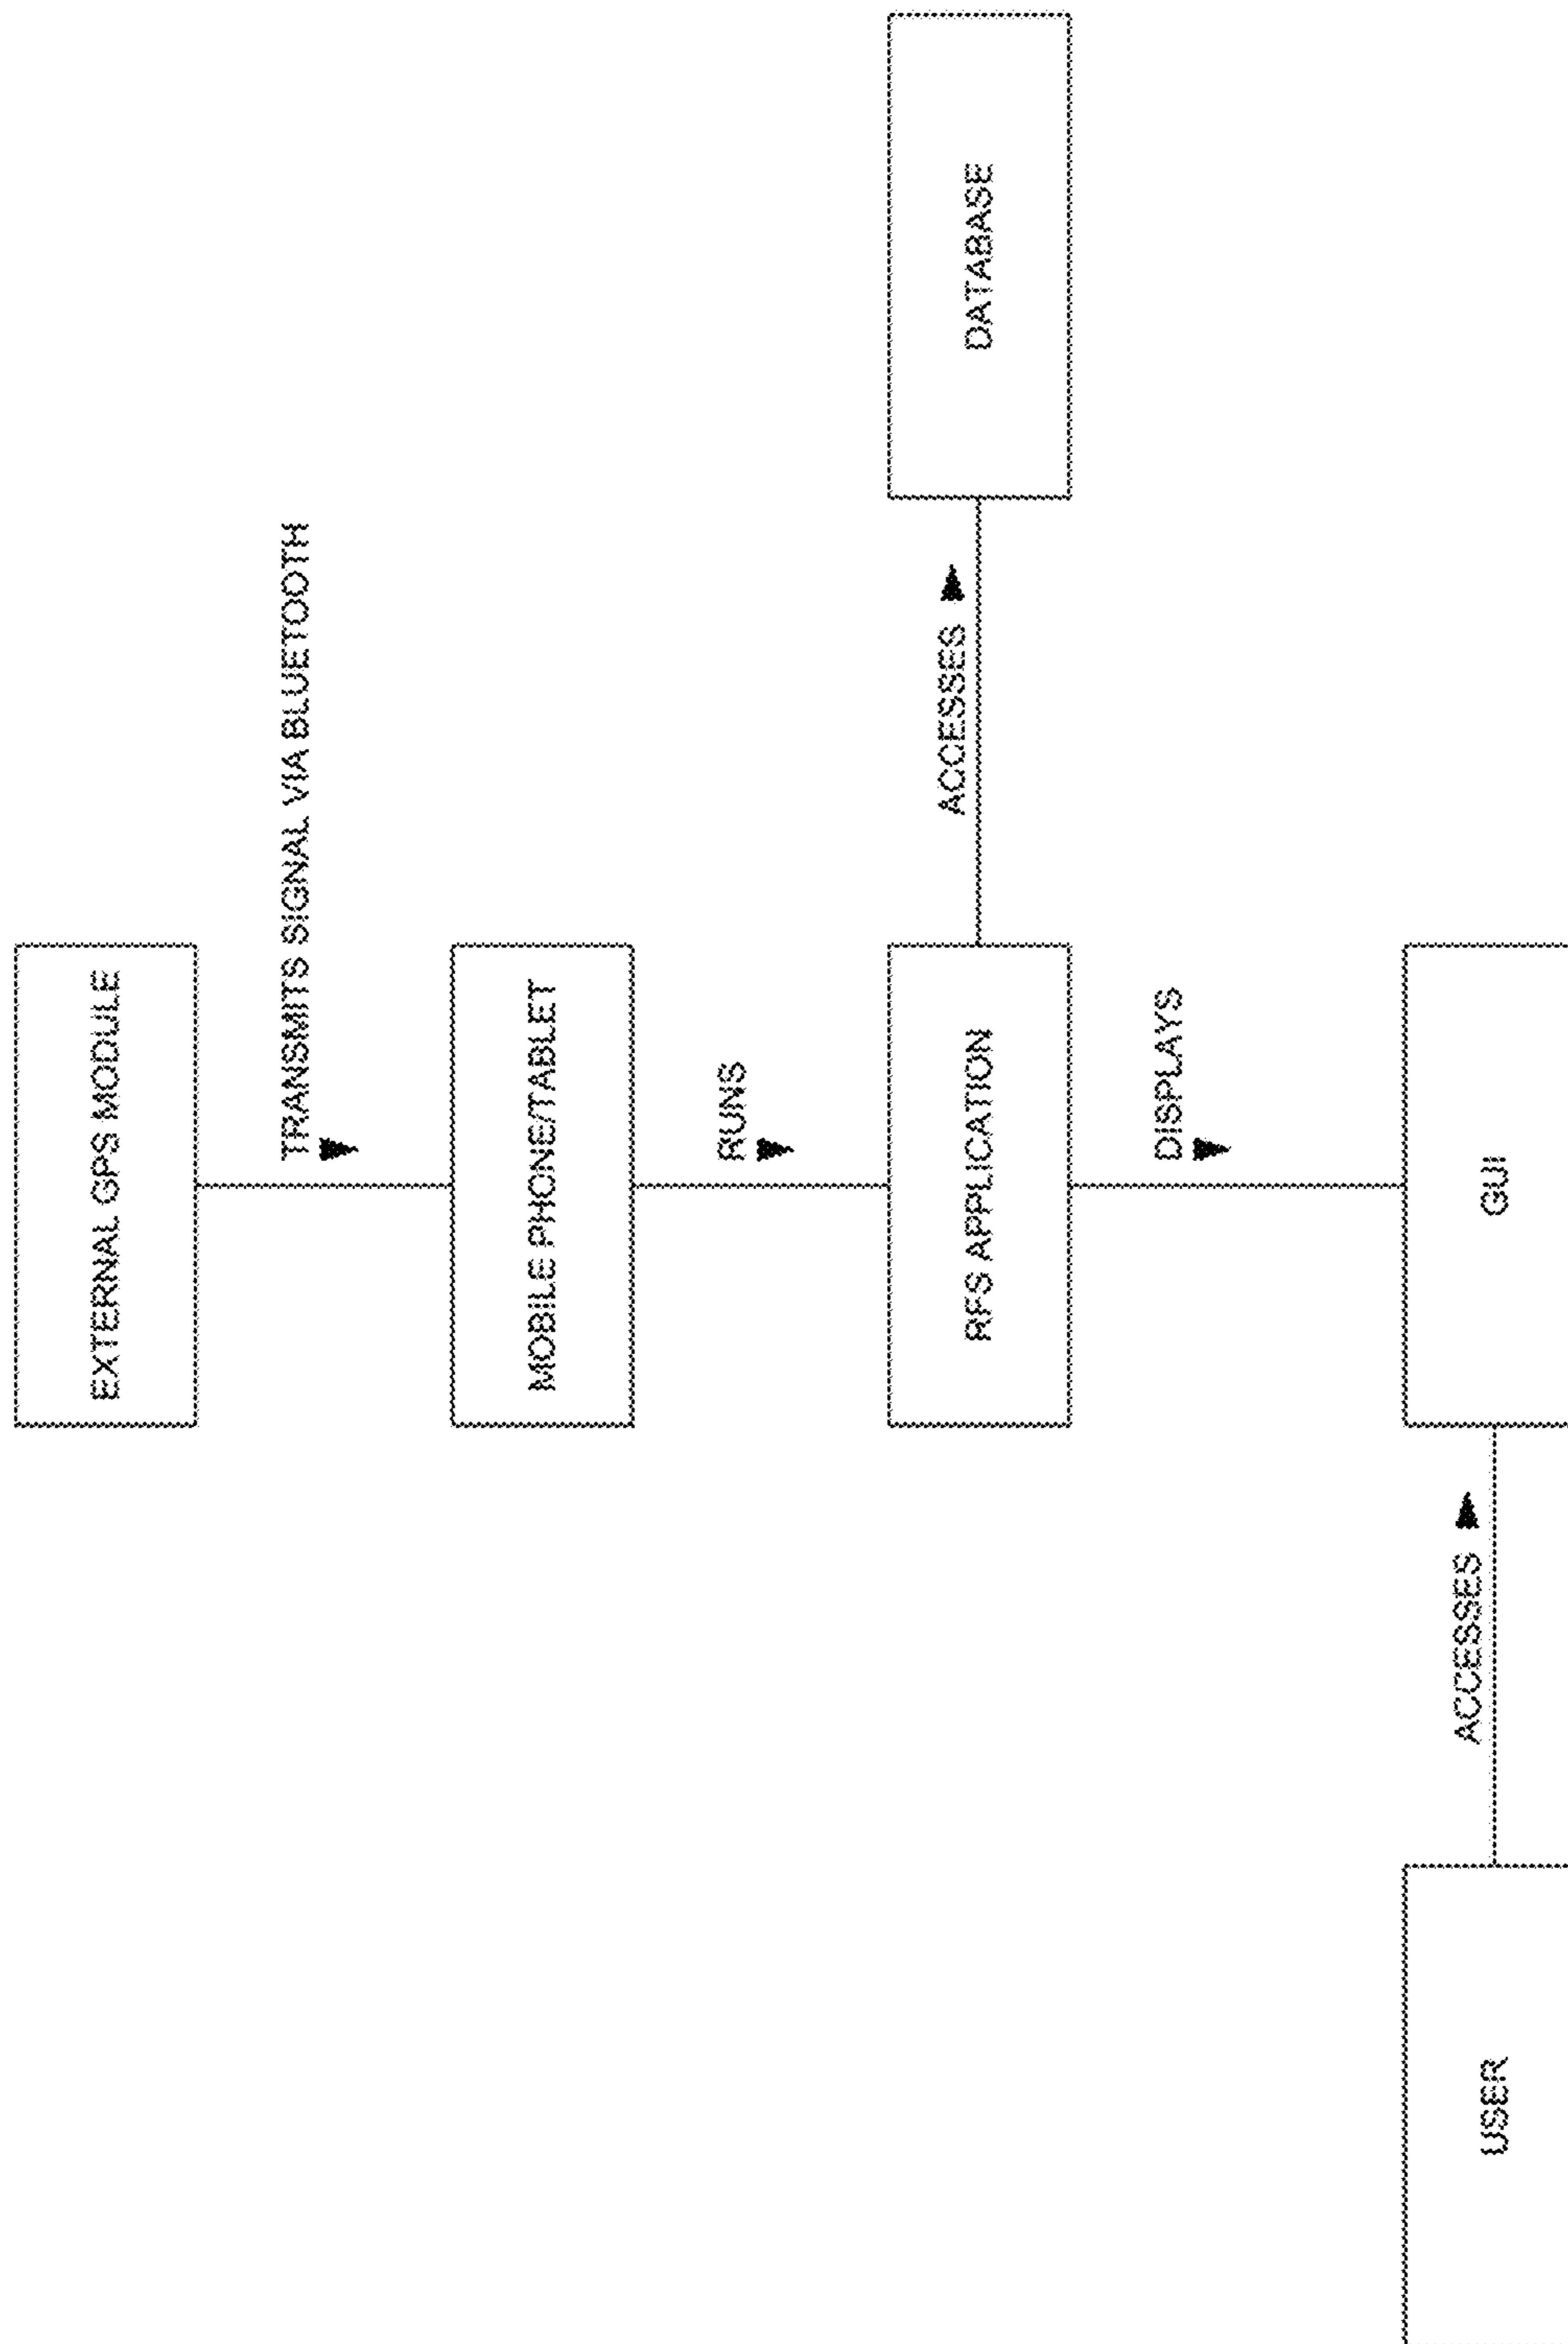 EXTERNAL GPS MODULE
TRANSMITS SIGNAL VIA BLUETOOTH
MOBILE PHONE/TABLET
RUNS
RFS APPLICATION
ACCESSES
DATABASE
DISPLAYS
USER
ACCESSES
GUI